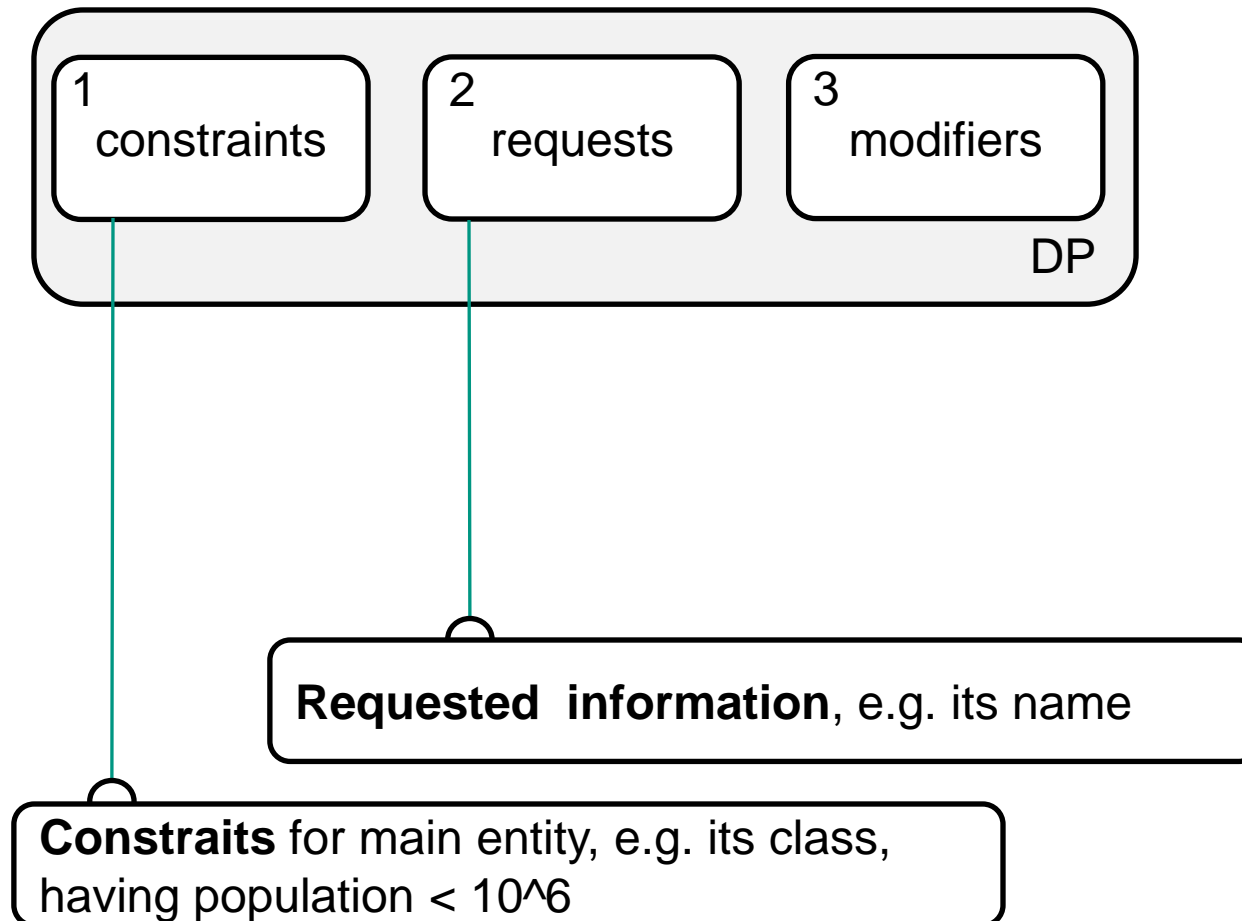 1
constraints
2
requests
3
modifiers
DP
Requested  information, e.g. its name
Constraits for main entity, e.g. its class,
having population < 10^6